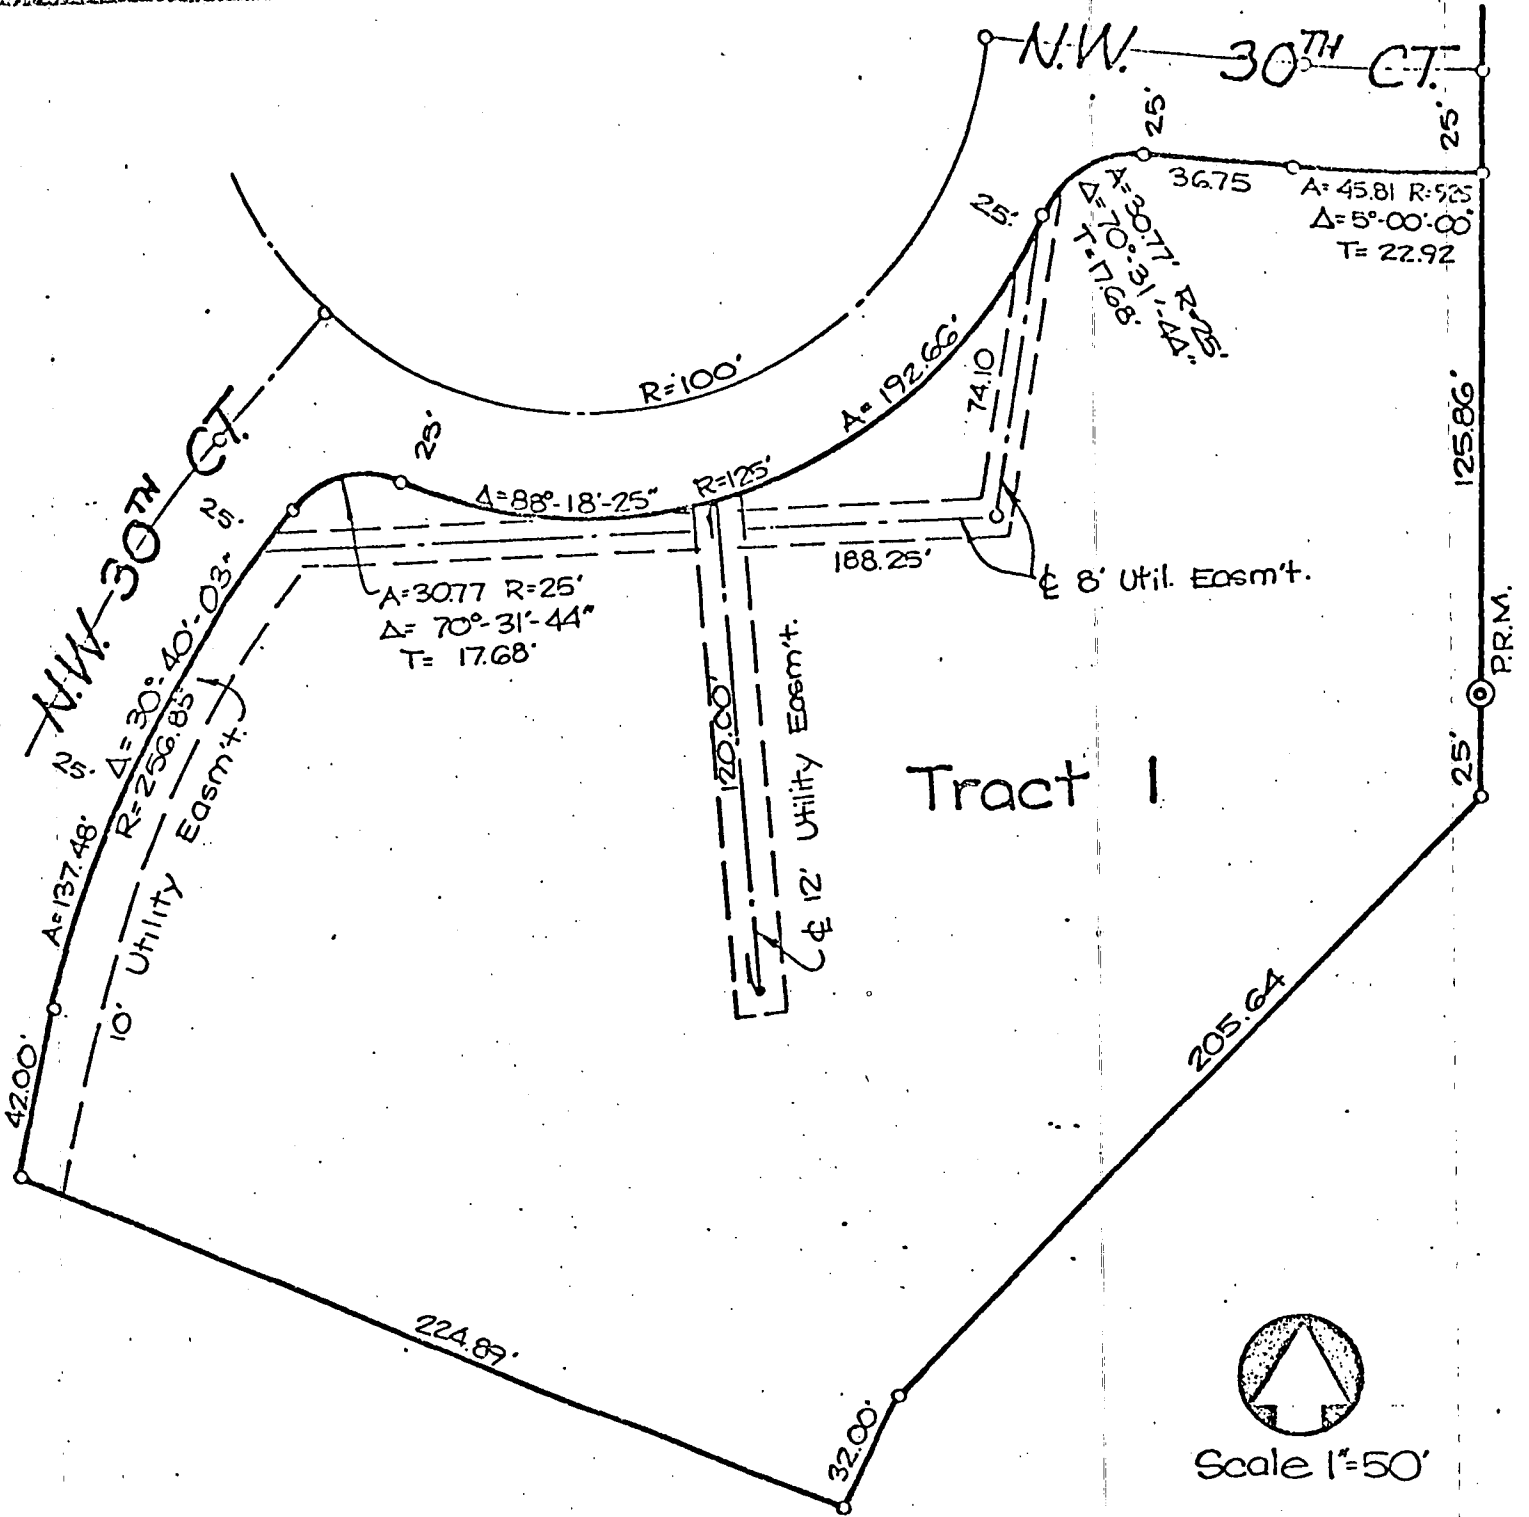 N.W. 30TH CT.
25'
25'
36.75
A= 45.81 R=525
Δ=5°-00'-00"
T= 22.92
A=30.77' R=25'
Δ=70°-31'-44"
T=17.68'
25'
R=100'
A= 192.66'
74.10
125.86'
N.W. 30TH CT.
25'
25'
Δ=88°-18'-25"
R=125'
188.25'
₵ 8' Util. Easm't.
A=30.77 R=25'
Δ= 70°-31'-44"
T= 17.68'
Δ=30°-40'-03"
R=256.85'
A=137.48'
25'
10' Utility Easm't.
120.00'
₵ 12' Utility Easm't.
P.R.M.
25'
Tract 1
42.00'
205.64
224.89'
32.00'
Scale 1"=50'